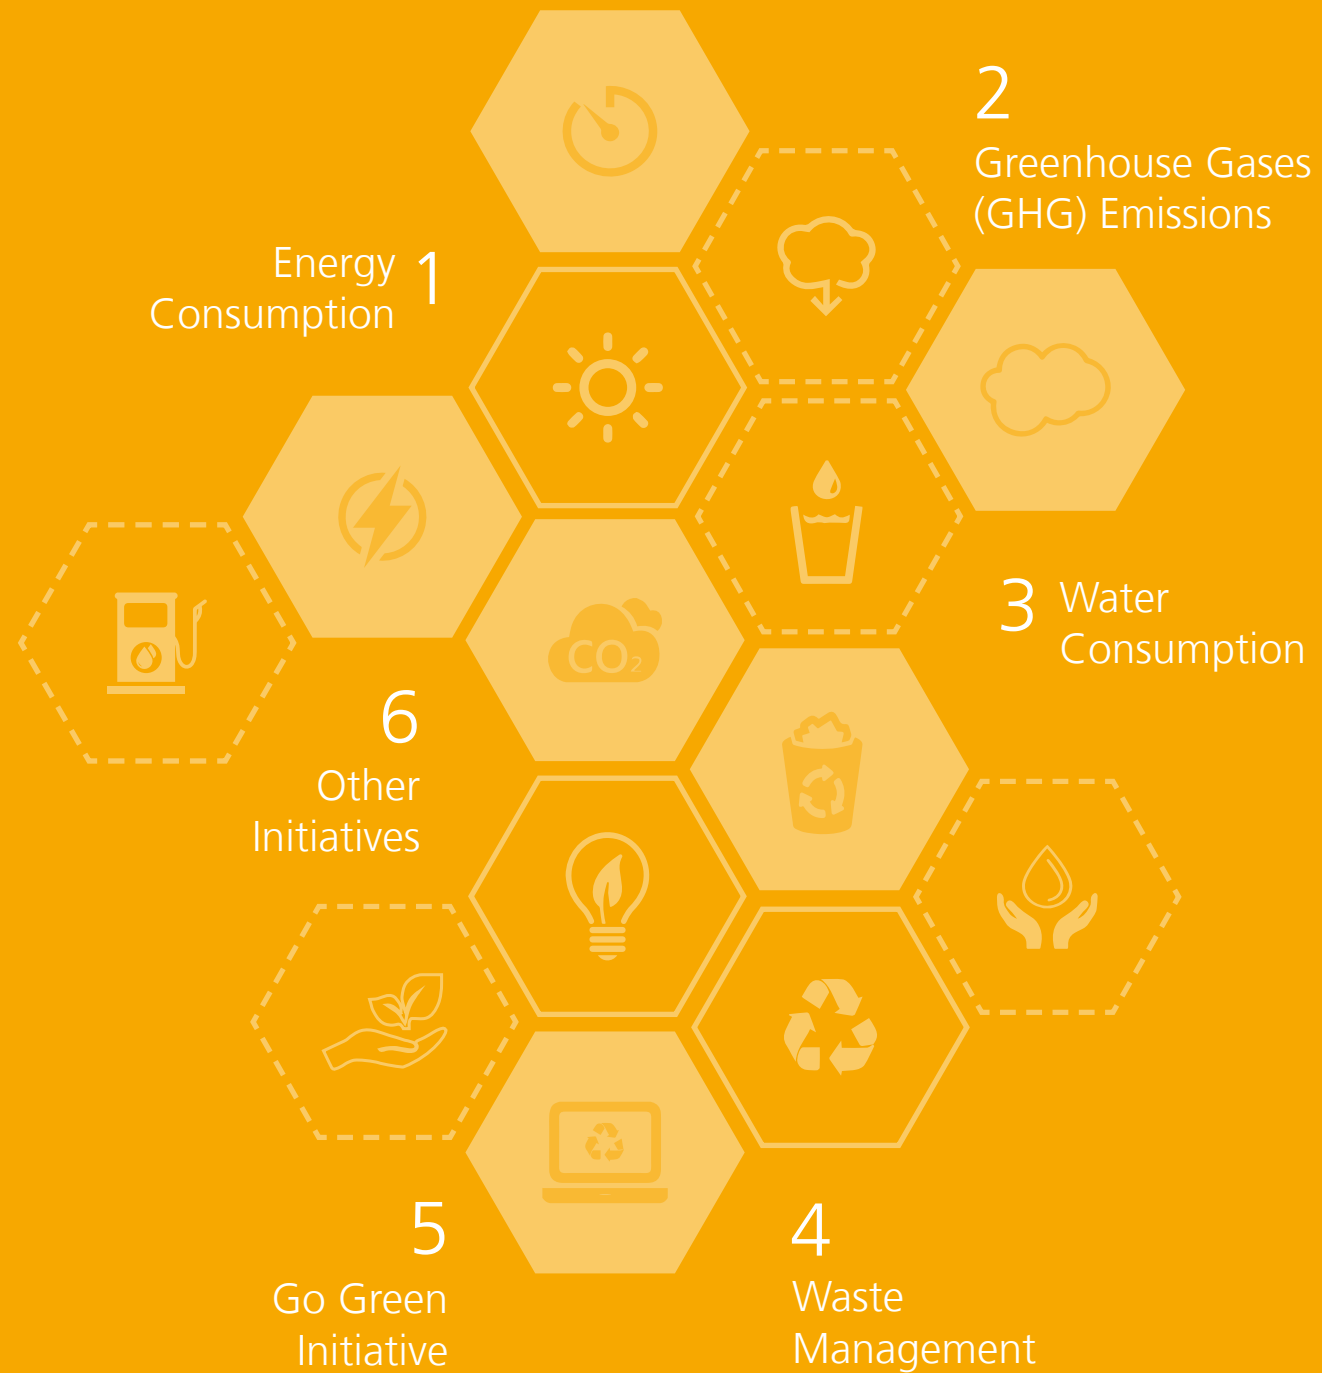 1
Energy
Consumption
2
Greenhouse Gases
(GHG) Emissions
3
Water
Consumption
CO₂
6
Other
Initiatives
5
Go Green
Initiative
4
Waste
Management